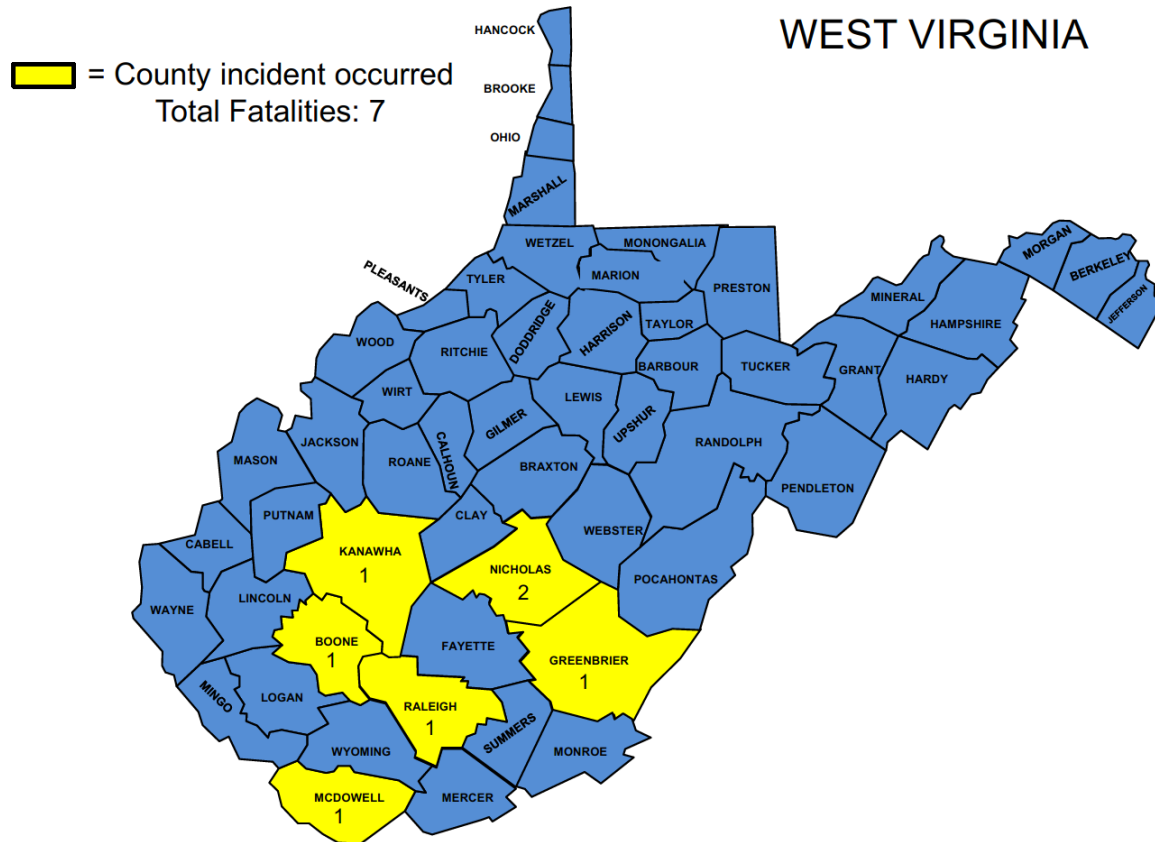 WEST VIRGINIA
= County incident occurred
Total Fatalities: 7
HANCOCK
BROOKE
OHIO
MARSHALL
WETZEL
MONONGALIA
MORGAN
BERKELEY
JEFFERSON
PLEASANTS
TYLER
MARION
PRESTON
MINERAL
HAMPSHIRE
WOOD
RITCHIE
DODDRIDGE
HARRISON
TAYLOR
BARBOUR
TUCKER
GRANT
HARDY
WIRT
LEWIS
JACKSON
CALHOUN
GILMER
UPSHUR
RANDOLPH
MASON
ROANE
BRAXTON
PENDLETON
PUTNAM
CLAY
WEBSTER
CABELL
KANAWHA
1
NICHOLAS
2
POCAHONTAS
WAYNE
LINCOLN
BOONE
1
FAYETTE
GREENBRIER
1
MINGO
LOGAN
RALEIGH
1
SUMMERS
WYOMING
MONROE
MCDOWELL
1
MERCER